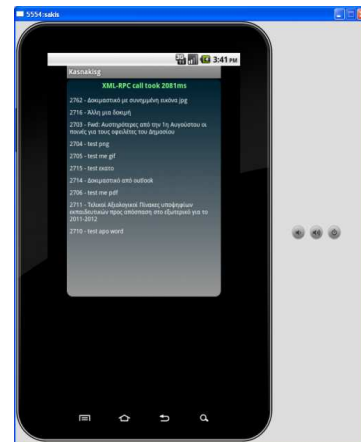 5554:sakis
3G
3:41 PM
Kasnakisg
XML-RPC call took 2081ms
2762 - Δοκιμαστικό με συνημμένη εικόνα jpg
2716 - Άλλη μια δοκιμή
2703 - Fwd: Αυστηρότερες από την 1η Αυγούστου οι
ποινές για τους οφειλέτες του Δημοσίου
2704 - test png
2705 - test me gif
2715 - test εκατο
2714 - Δοκιμαστικό από outlook
2706 - test me pdf
2711 - Τελικοί Αξιολογικοί Πίνακες υποψηφίων
εκπαιδευτικών προς απόσπαση στο εξωτερικό για το
2011-2012
2710 - test apo word